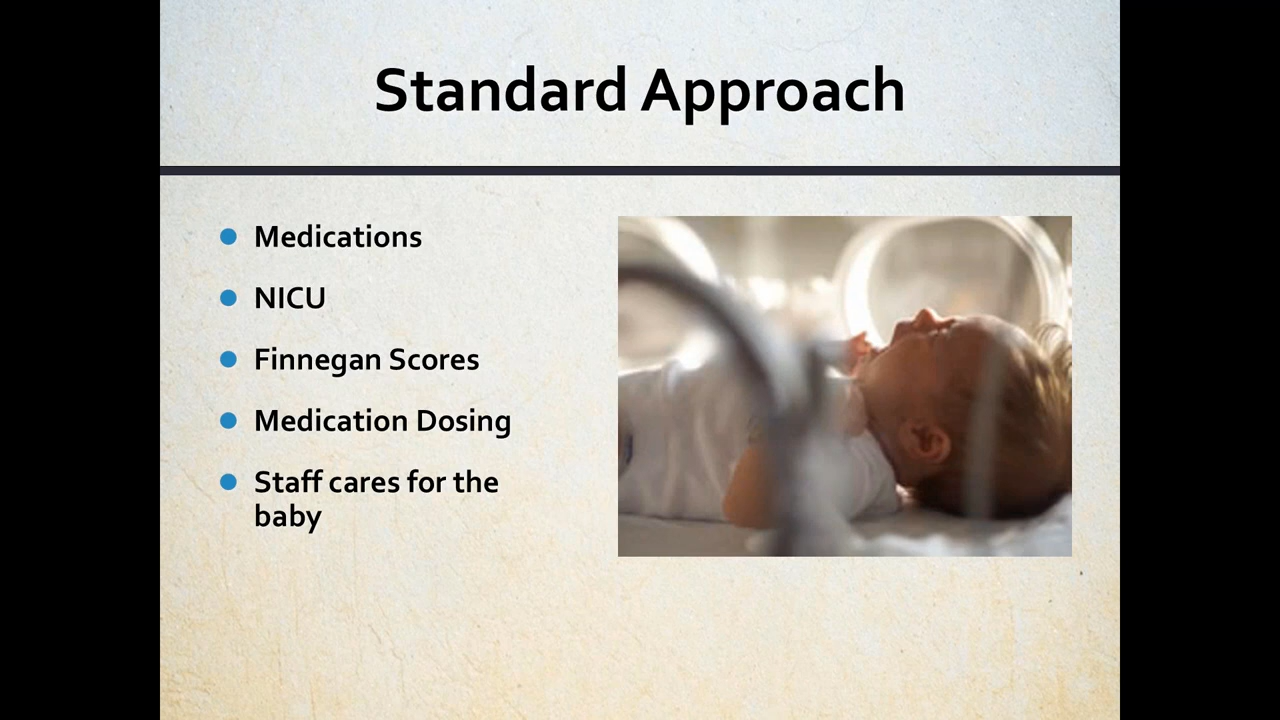 Standard Approach
Medications
NICU
Finnegan Scores
Medication Dosing
Staff cares for the
baby